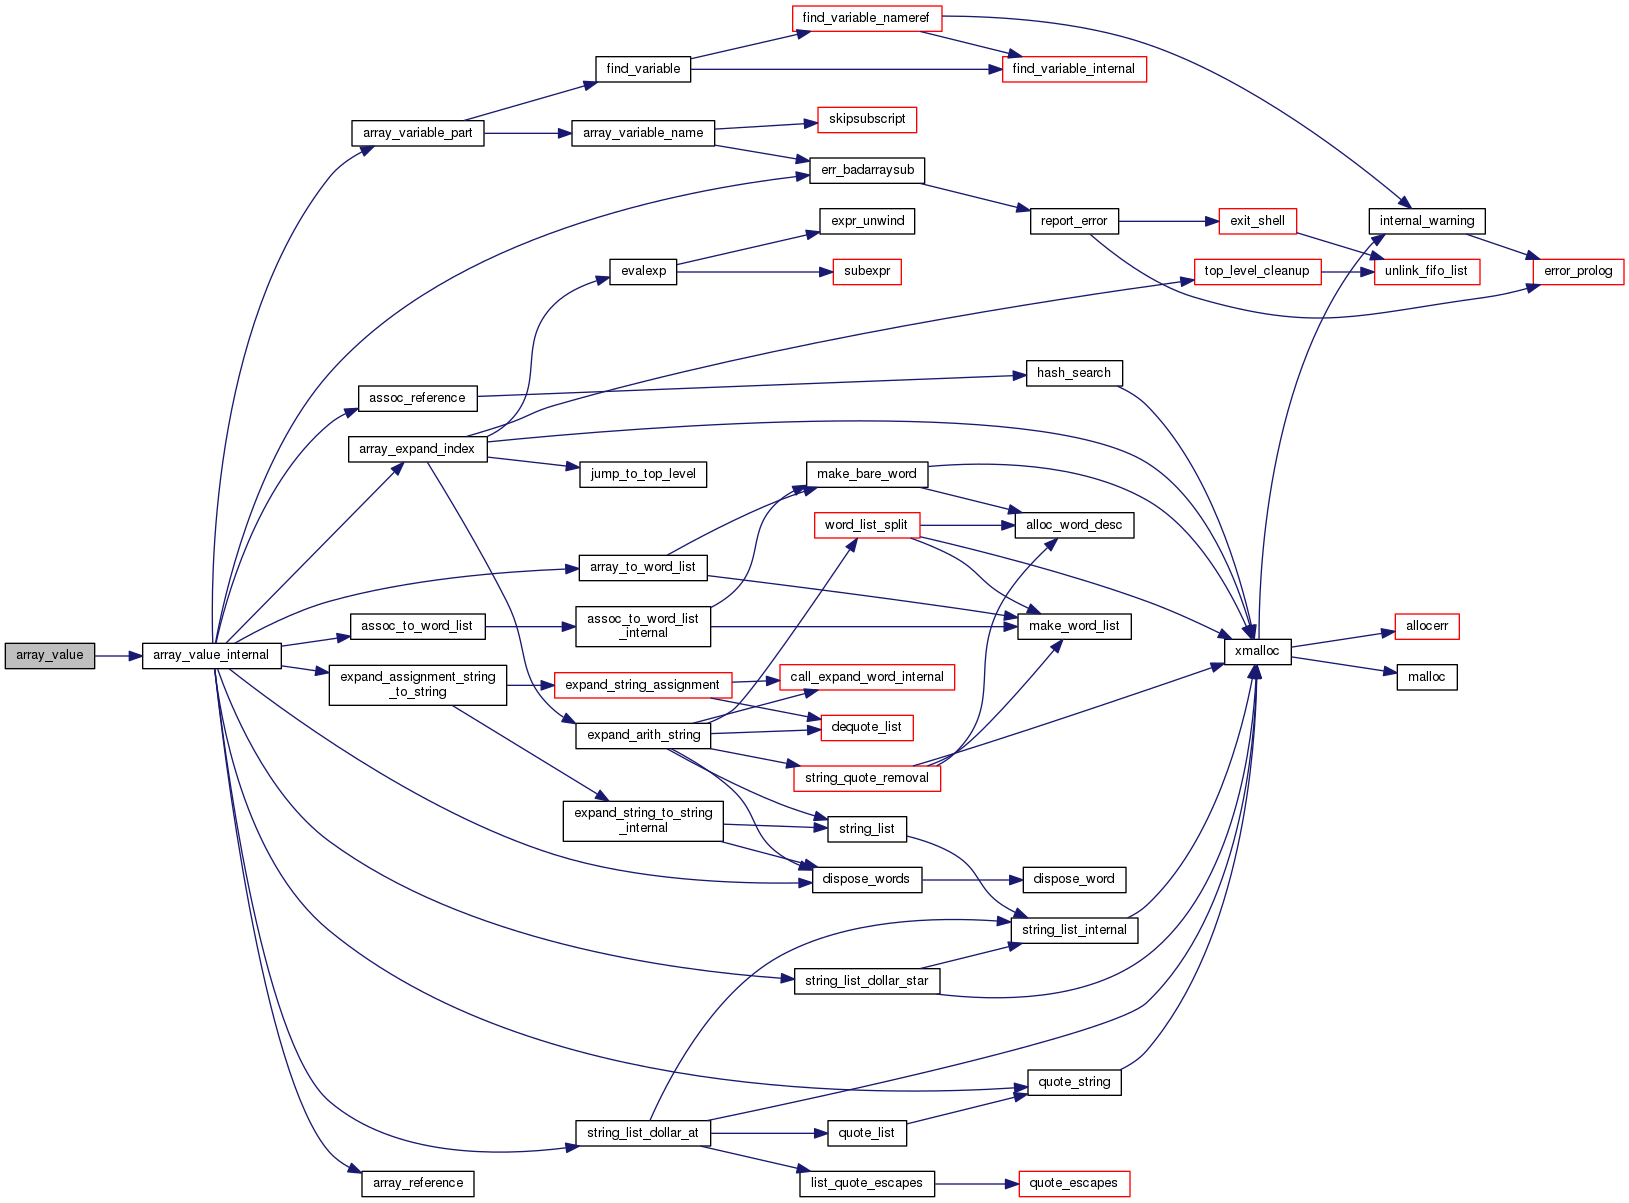 find_variable_nameref
find_variable
find_variable_internal
skipsubscript
array_variable_part
array_variable_name
err_badarraysub
expr_unwind
report_error
exit_shell
internal_warning
evalexp
subexpr
top_level_cleanup
unlink_fifo_list
error_prolog
hash_search
assoc_reference
array_expand_index
jump_to_top_level
make_bare_word
word_list_split
alloc_word_desc
array_to_word_list
assoc_to_word_list
assoc_to_word_list
_internal
make_word_list
allocerr
array_value
array_value_internal
xmalloc
malloc
expand_assignment_string
_to_string
expand_string_assignment
call_expand_word_internal
expand_arith_string
dequote_list
string_quote_removal
expand_string_to_string
_internal
string_list
dispose_words
dispose_word
string_list_internal
string_list_dollar_star
quote_string
string_list_dollar_at
quote_list
array_reference
list_quote_escapes
quote_escapes